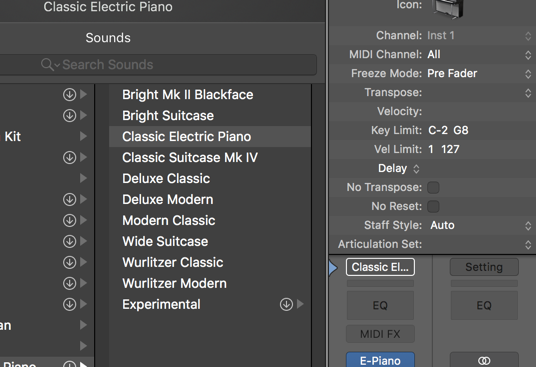 Classic Electric Piano
Sounds
Search Sounds
Kit
an
Piano
Bright Mk II Blackface
Bright Suitcase
Classic Electric Piano
Classic Suitcase Mk IV
Deluxe Classic
Deluxe Modern
Modern Classic
Wide Suitcase
Wurlitzer Classic
Wurlitzer Modern
Experimental
Icon:
Channel: Inst 1
MIDI Channel: All
Freeze Mode: Pre Fader
Transpose:
Velocity:
Key Limit: C-2 G8
Vel Limit: 1 127
Delay
No Transpose:
No Reset:
Staff Style: Auto
Articulation Set:
Classic El... Setting
EQ EQ
MIDI FX
E-Piano